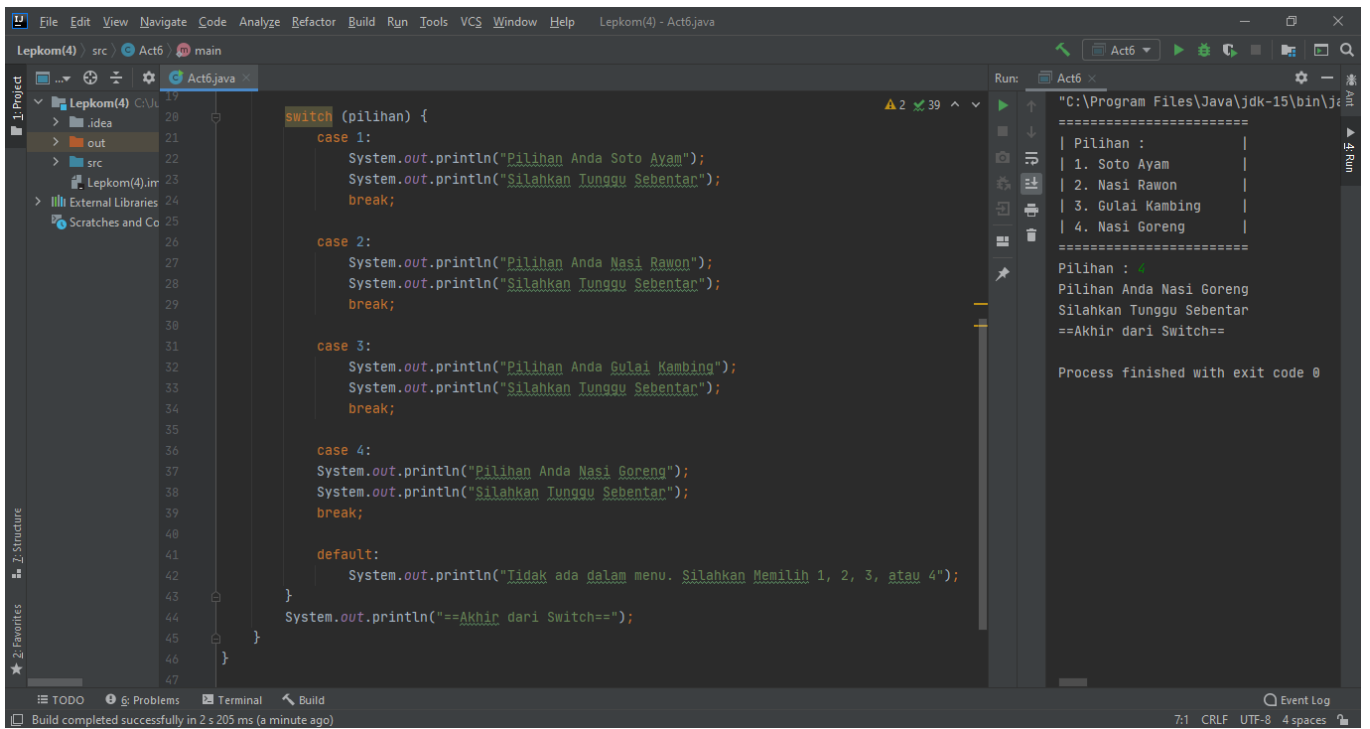 File Edit View Navigate Code Analyze Refactor Build Run Tools VCS Window Help Lepkom(4) - Act6.java
Lepkom(4) src Act6 main
Act6
1: Project
Act6.java
Lepkom(4) C:\
.idea
out
src
Lepkom(4).im
External Libraries
Scratches and Co
7: Structure
2: Favorites
2 39
19
20 switch (pilihan) {
21 case 1:
22 System.out.println("Pilihan Anda Soto Ayam");
23 System.out.println("Silahkan Tunggu Sebentar");
24 break;
25
26 case 2:
27 System.out.println("Pilihan Anda Nasi Rawon");
28 System.out.println("Silahkan Tunggu Sebentar");
29 break;
30
31 case 3:
32 System.out.println("Pilihan Anda Gulai Kambing");
33 System.out.println("Silahkan Tunggu Sebentar");
34 break;
35
36 case 4:
37 System.out.println("Pilihan Anda Nasi Goreng");
38 System.out.println("Silahkan Tunggu Sebentar");
39 break;
40
41 default:
42 System.out.println("Tidak ada dalam menu. Silahkan Memilih 1, 2, 3, atau 4");
43 }
44 System.out.println("==Akhir dari Switch==");
45 }
46 }
47
Run: Act6
"C:\Program Files\Java\jdk-15\bin\ja
========================
| Pilihan : |
| 1. Soto Ayam |
| 2. Nasi Rawon |
| 3. Gulai Kambing |
| 4. Nasi Goreng |
========================
Pilihan : 4
Pilihan Anda Nasi Goreng
Silahkan Tunggu Sebentar
==Akhir dari Switch==
Process finished with exit code 0
Ant
4: Run
TODO 6: Problems Terminal Build Event Log
Build completed successfully in 2 s 205 ms (a minute ago) 7:1 CRLF UTF-8 4 spaces